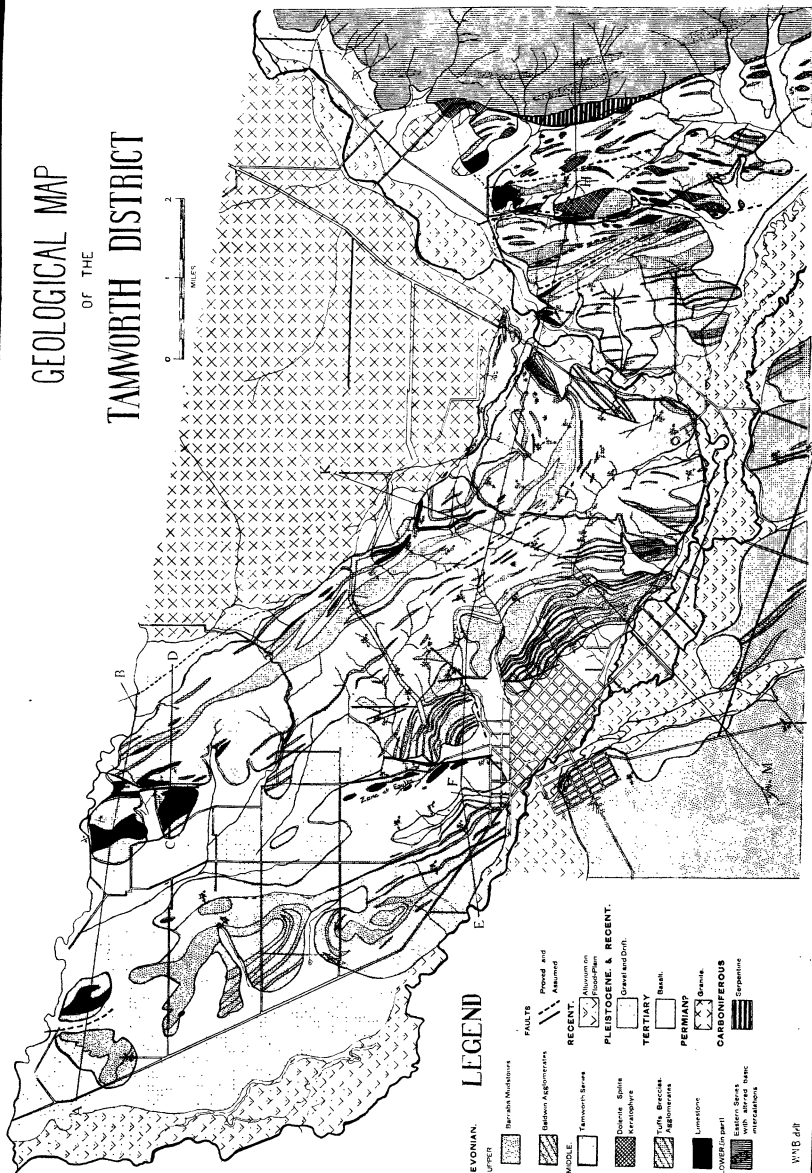 GEOLOGICAL MAP
OF THE
TAMWORTH DISTRICT
0 1 2
MILES
K
B
D
C
F
E
M
Zone of
LEGEND
EVONIAN.
UPPER
Barraba Mudstones
Baldwin Agglomerates
MIDDLE.
Tamworth Series
Dolerite Spilite
Keratophyre
Tuffs Breccias.
Agglomerates
Limestone
LOWER (in part)
Eastern Series
with altered basic
intercalations
FAULTS
Proved and
Assumed
RECENT.
Alluvium on
Flood-Plain
PLEISTOCENE. & RECENT.
Gravel and Drift.
TERTIARY
Basalt.
PERMIAN?
Granite.
CARBONIFEROUS
Serpentine
WNB delt